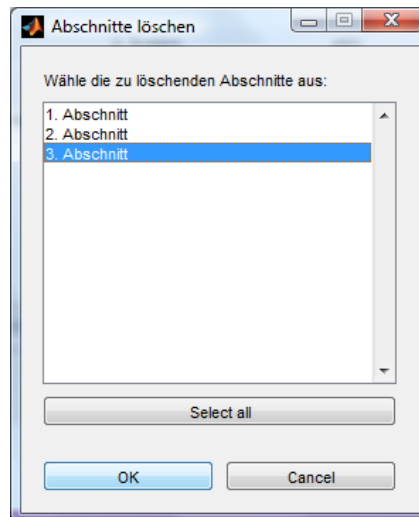 Abschnitte löschen
Wähle die zu löschenden Abschnitte aus:
1. Abschnitt
2. Abschnitt
3. Abschnitt
Select all
OK Cancel